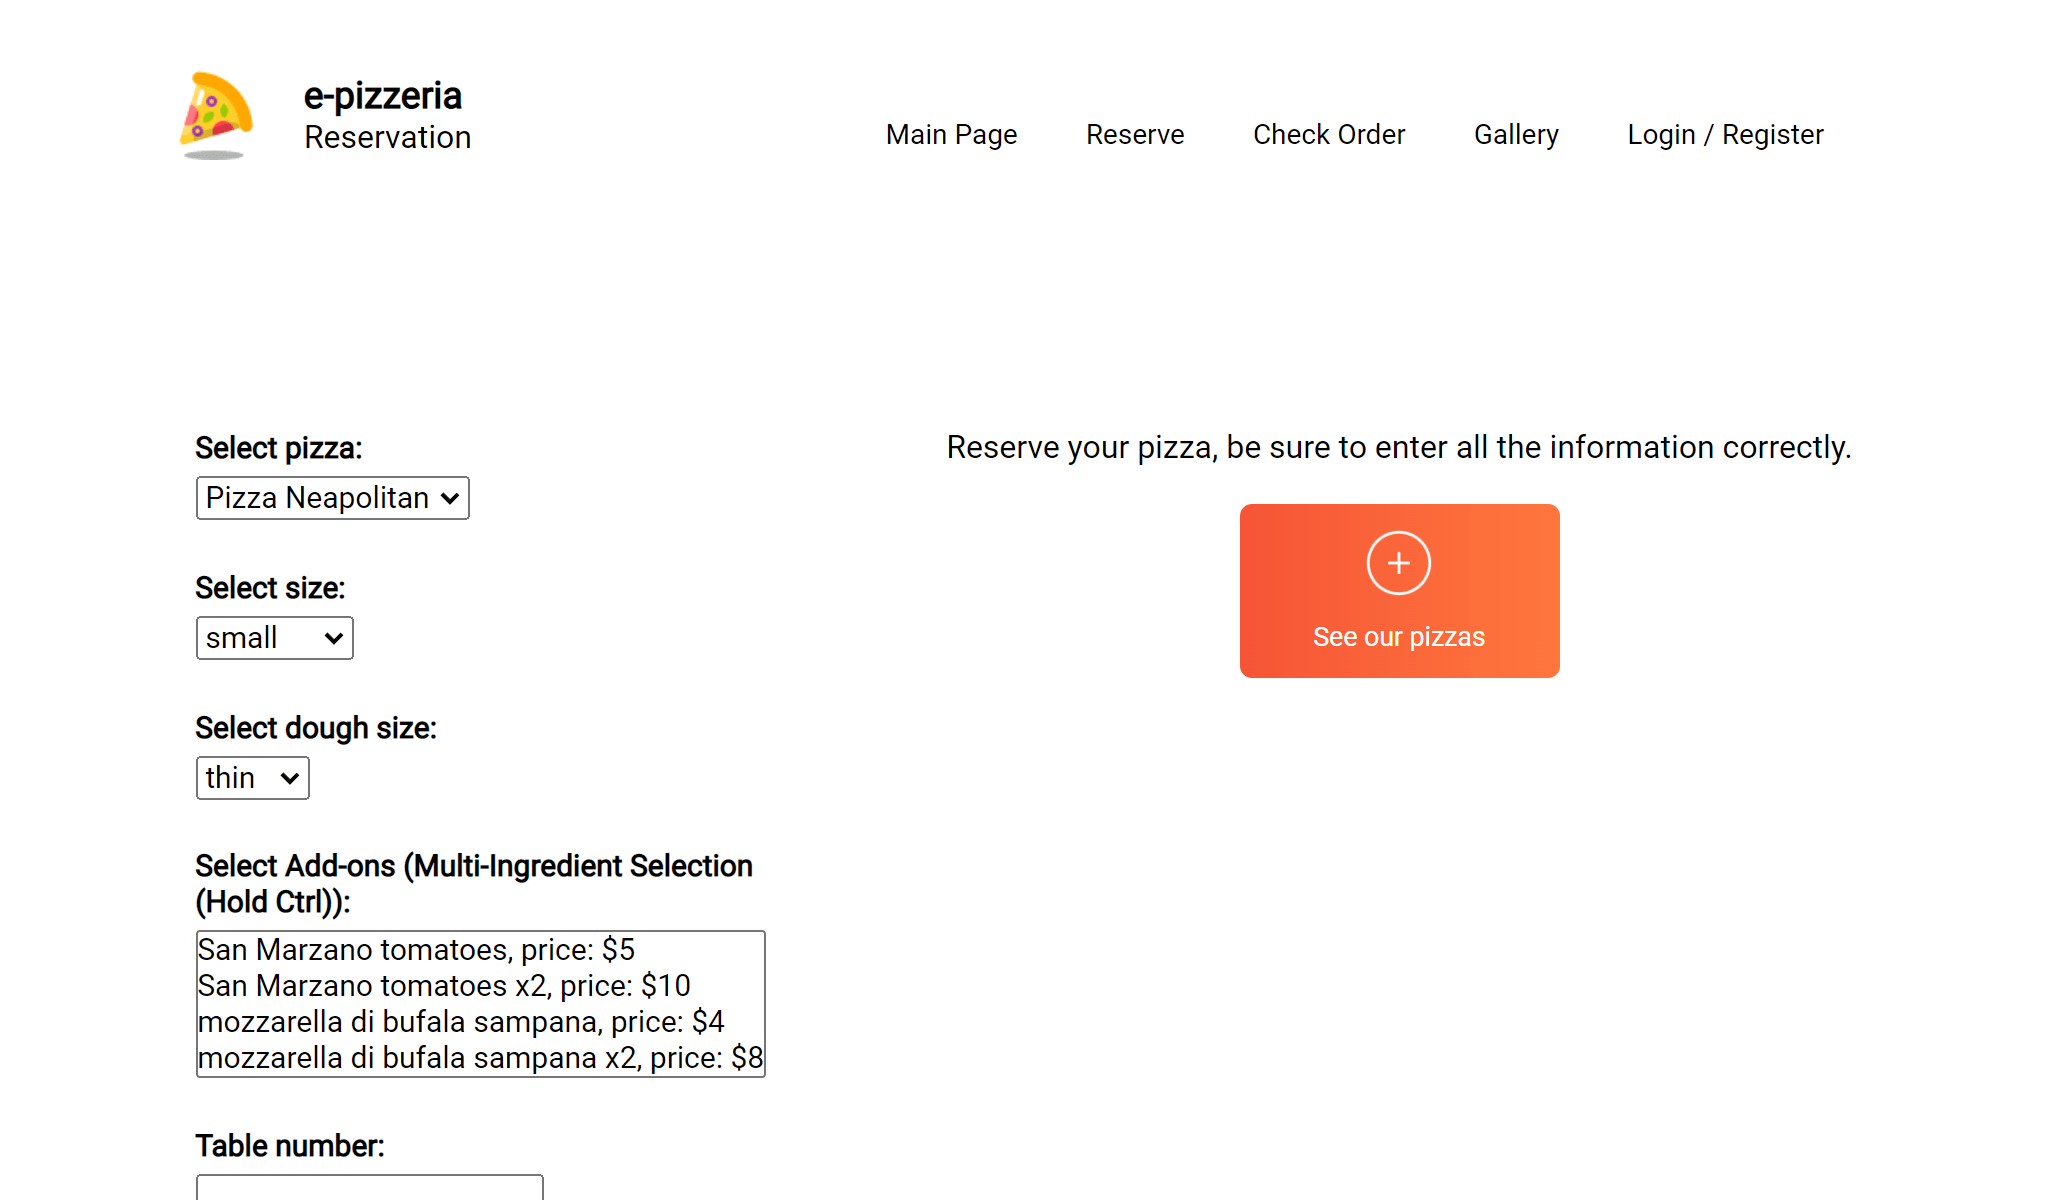 e-pizzeria
Reservation
Main Page
Reserve
Check Order
Gallery
Login / Register
Select pizza:
Pizza Neapolitan
Select size:
small
Select dough size:
thin
Select Add-ons (Multi-Ingredient Selection
(Hold Ctrl)):
San Marzano tomatoes, price: $5
San Marzano tomatoes x2, price: $10
mozzarella di bufala sampana, price: $4
mozzarella di bufala sampana x2, price: $8
Table number:
Reserve your pizza, be sure to enter all the information correctly.
See our pizzas